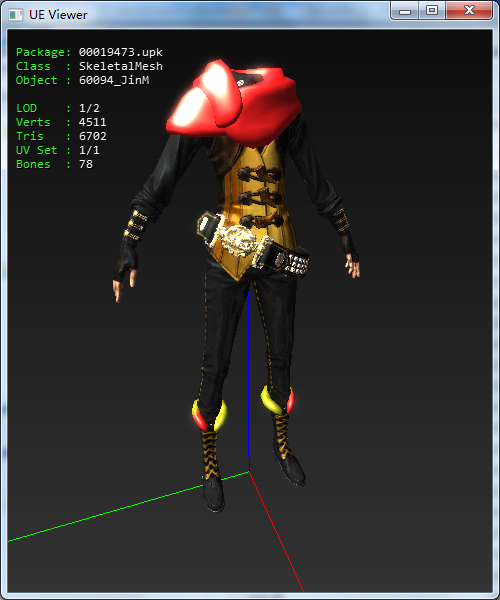 UE Viewer
Package: 00019473.upk
Class  : SkeletalMesh
Object : 60094_JinM
LOD    : 1/2
Verts  : 4511
Tris   : 6702
UV Set : 1/1
Bones  : 78